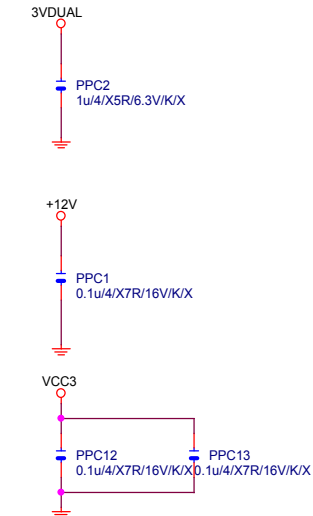 3VDUAL
PPC2
1u/4/X5R/6.3V/K/X
+12V
PPC1
0.1u/4/X7R/16V/K/X
VCC3
PPC12 PPC13
0.1u/4/X7R/16V/K/X 0.1u/4/X7R/16V/K/X